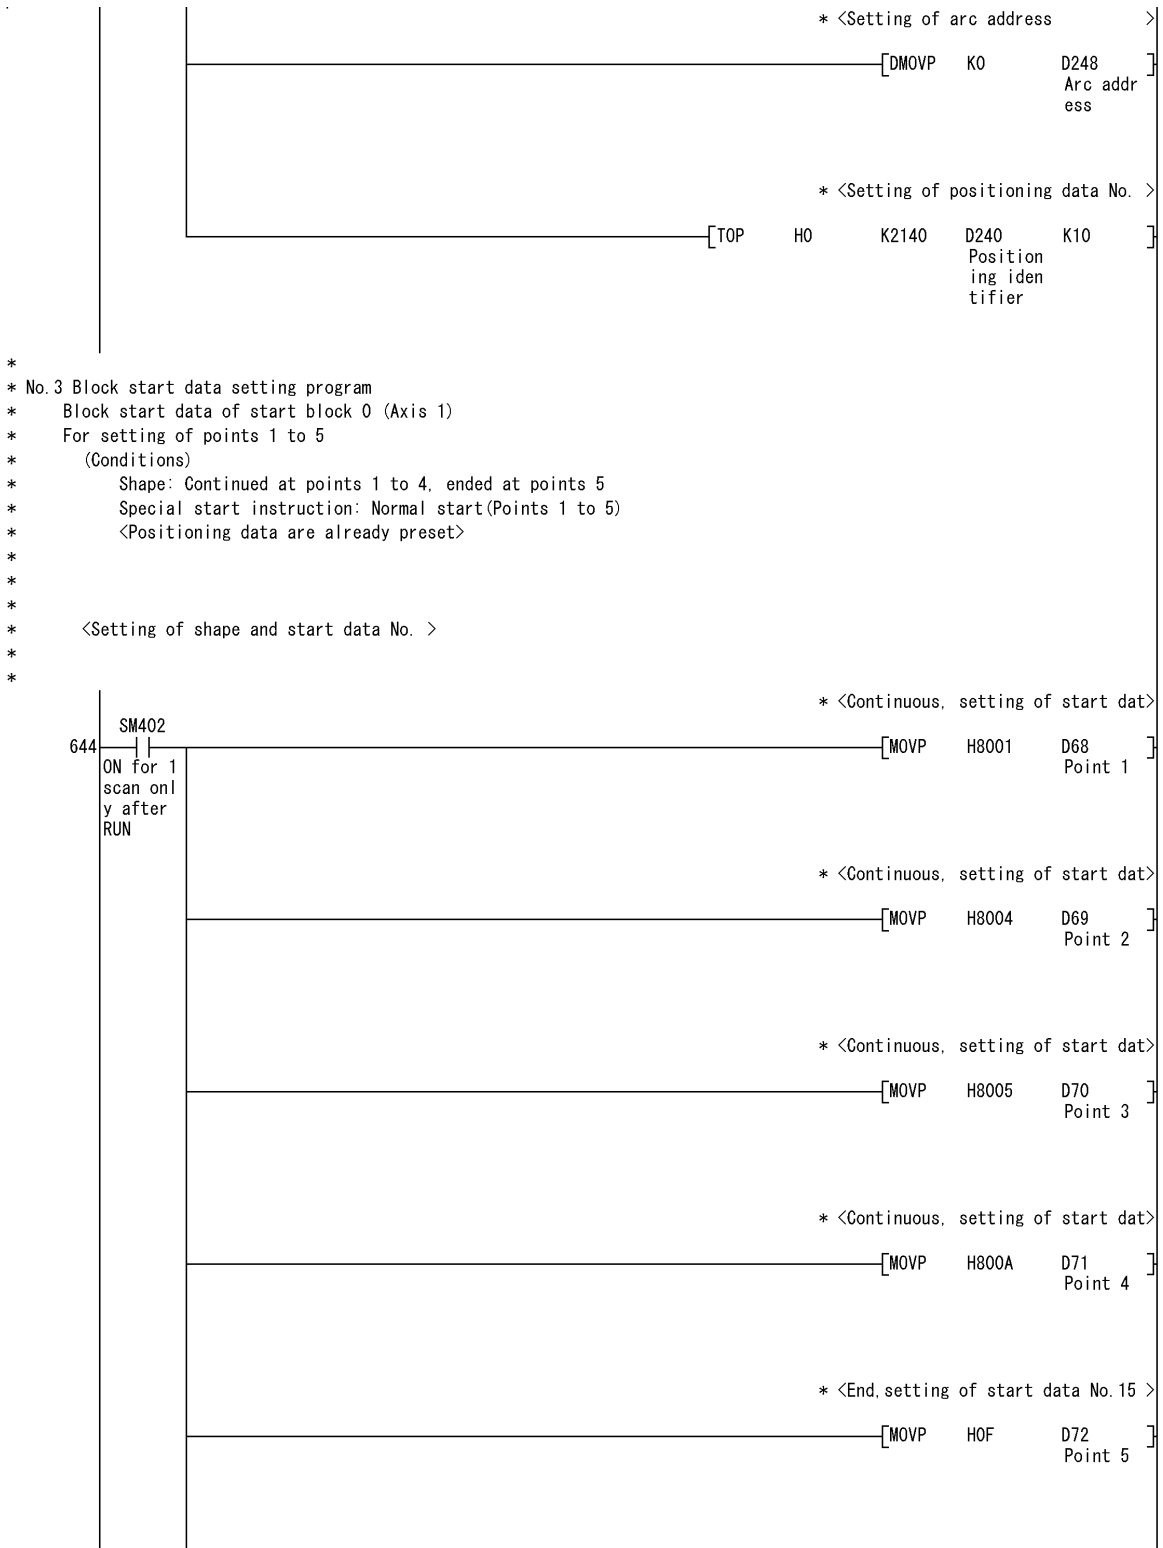 * <Setting of arc address >
DMOVP K0 D248
Arc addr
ess
* <Setting of positioning data No. >
TOP H0 K2140 D240 K10
Position
ing iden
tifier
*
* No.3 Block start data setting program
* Block start data of start block 0 (Axis 1)
* For setting of points 1 to 5
* (Conditions)
* Shape: Continued at points 1 to 4, ended at points 5
* Special start instruction: Normal start(Points 1 to 5)
* <Positioning data are already preset>
*
*
*
* <Setting of shape and start data No. >
*
*
* <Continuous, setting of start dat>
SM402
644 MOVP H8001 D68
ON for 1 Point 1
scan onl
y after
RUN
* <Continuous, setting of start dat>
MOVP H8004 D69
Point 2
* <Continuous, setting of start dat>
MOVP H8005 D70
Point 3
* <Continuous, setting of start dat>
MOVP H800A D71
Point 4
* <End,setting of start data No.15 >
MOVP H0F D72
Point 5